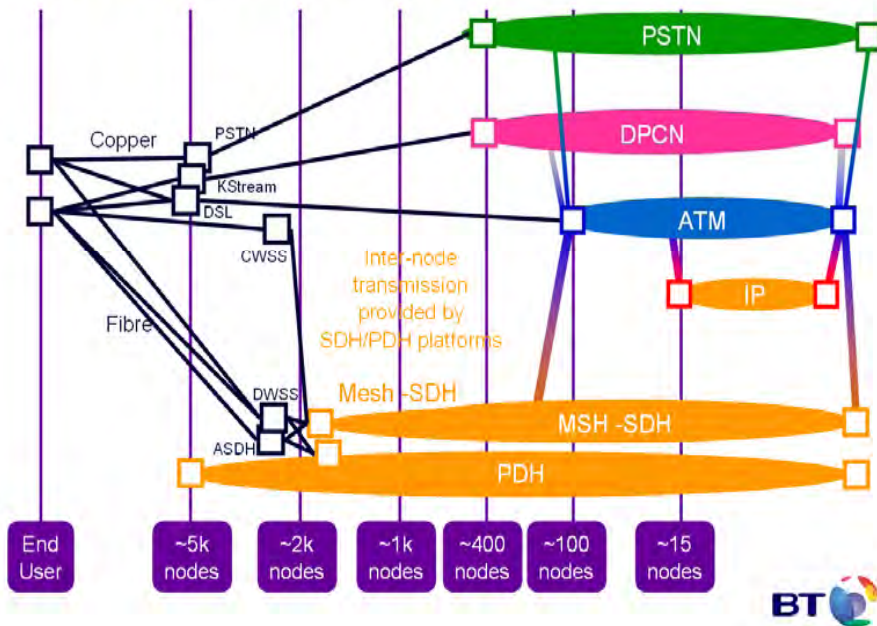 PSTN
DPCN
Copper
PSTN
KStream
DSL
ATM
CWSS
Inter-node
transmission
provided by
SDH/PDH platforms
IP
Fibre
Mesh -SDH
DWSS
MSH -SDH
ASDH
PDH
End
User
~5k
nodes
~2k
nodes
~1k
nodes
~400
nodes
~100
nodes
~15
nodes
BT